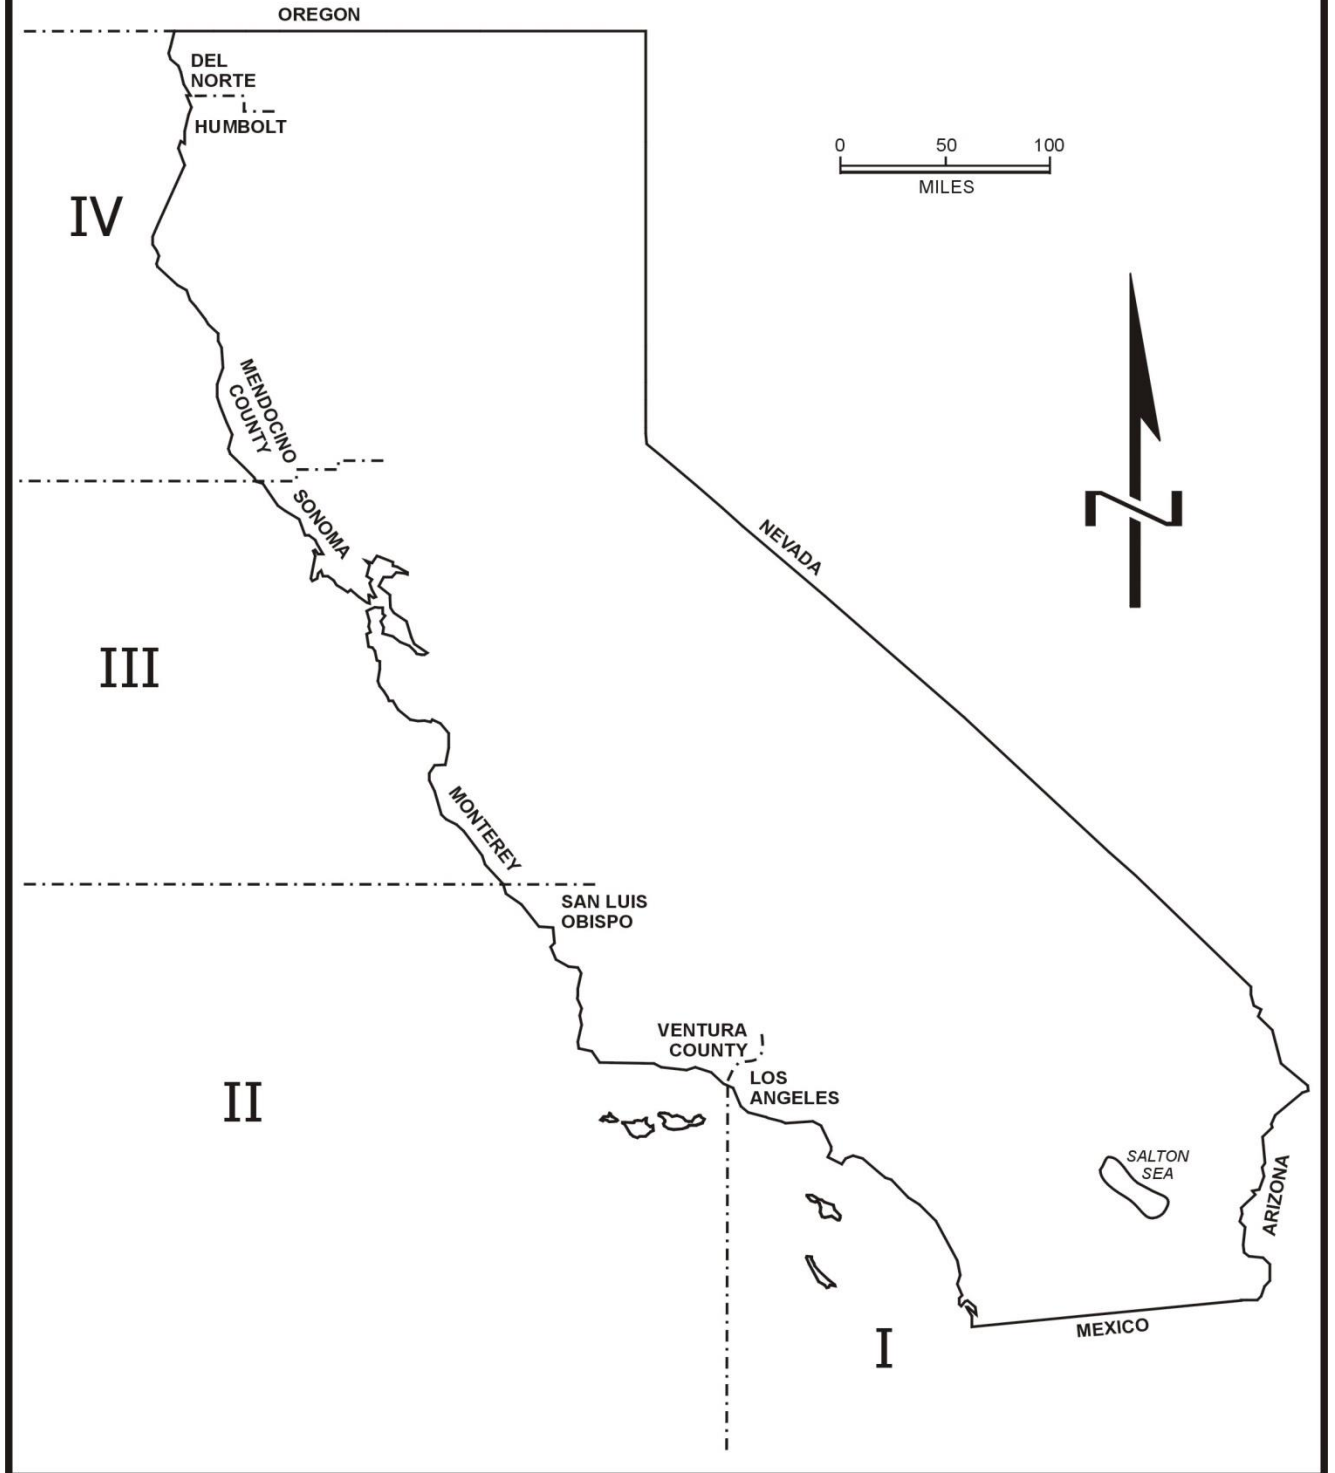 OREGON
DEL
NORTE
HUMBOLT
0 50 100
MILES
IV
MENDOCINO
COUNTY
SONOMA
NEVADA
III
MONTEREY
SAN LUIS
OBISPO
VENTURA
COUNTY
LOS
ANGELES
II
SALTON
SEA
ARIZONA
MEXICO
I
N